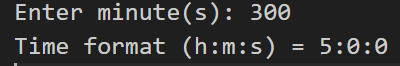 Enter minute(s): 300
Time format (h:m:s) = 5:0:0